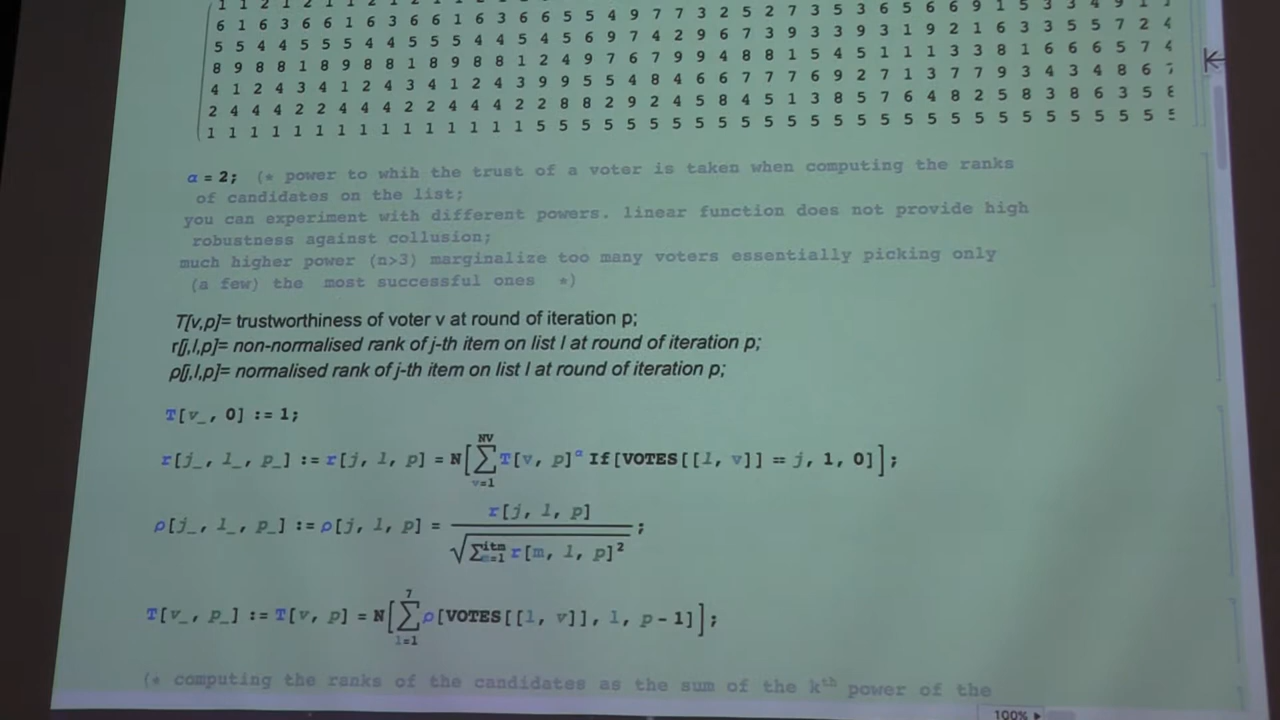 6 1 6 3 6 6 1 6 3 6 6 1 6 3 6 6 5 5 4 9 7 7 3 2 5 2 7 3 5 3 6 5 6 6 9 1 5 3 3 4 9 1 1
5 5 4 4 5 5 5 4 4 5 5 5 4 4 5 4 5 6 9 7 4 2 9 6 7 3 9 3 3 9 3 1 9 2 1 6 3 3 5 5 7 2 4
8 9 8 8 1 8 9 8 8 1 8 9 8 8 1 2 4 9 7 6 7 9 9 4 8 8 1 5 4 5 1 1 1 3 3 8 1 6 6 6 5 7 4
4 1 2 4 3 4 1 2 4 3 4 1 2 4 3 9 9 5 5 4 8 4 6 6 7 7 7 6 9 2 7 1 3 7 7 9 3 4 3 4 8 6
2 4 4 4 2 2 4 4 4 2 2 4 4 4 2 2 8 8 2 9 2 4 5 8 4 5 1 3 8 5 7 6 4 8 2 5 8 3 8 6 3 5
1 1 1 1 1 1 1 1 1 1 1 1 1 1 1 5 5 5 5 5 5 5 5 5 5 5 5 5 5 5 5 5 5 5 5 5 5 5 5 5 5 5
α = 2; (* power to whih the trust of a voter is taken when computing the ranks
of candidates on the list;
you can experiment with different powers. linear function does not provide high
robustness against collusion;
much higher power (n>3) marginalize too many voters essentially picking only
(a few) the most successful ones *)
T[v,p]= trustworthiness of voter v at round of iteration p;
r[j,l,p]= non-normalised rank of j-th item on list l at round of iteration p;
ρ[j,l,p]= normalised rank of j-th item on list l at round of iteration p;
T[v_, 0] := 1;
r[j_, l_, p_] := r[j, l, p] = N[∑_{v=1}^{NV} T[v, p]^α If[VOTES[[l, v]] == j, 1, 0]];
ρ[j_, l_, p_] := ρ[j, l, p] = r[j, l, p] / √(∑_{m=1}^{itm} r[m, l, p]²);
T[v_, p_] := T[v, p] = N[∑_{l=1}^{7} ρ[VOTES[[l, v]], l, p - 1]];
(* computing the ranks of the candidates as the sum of the k^th power of the
100%